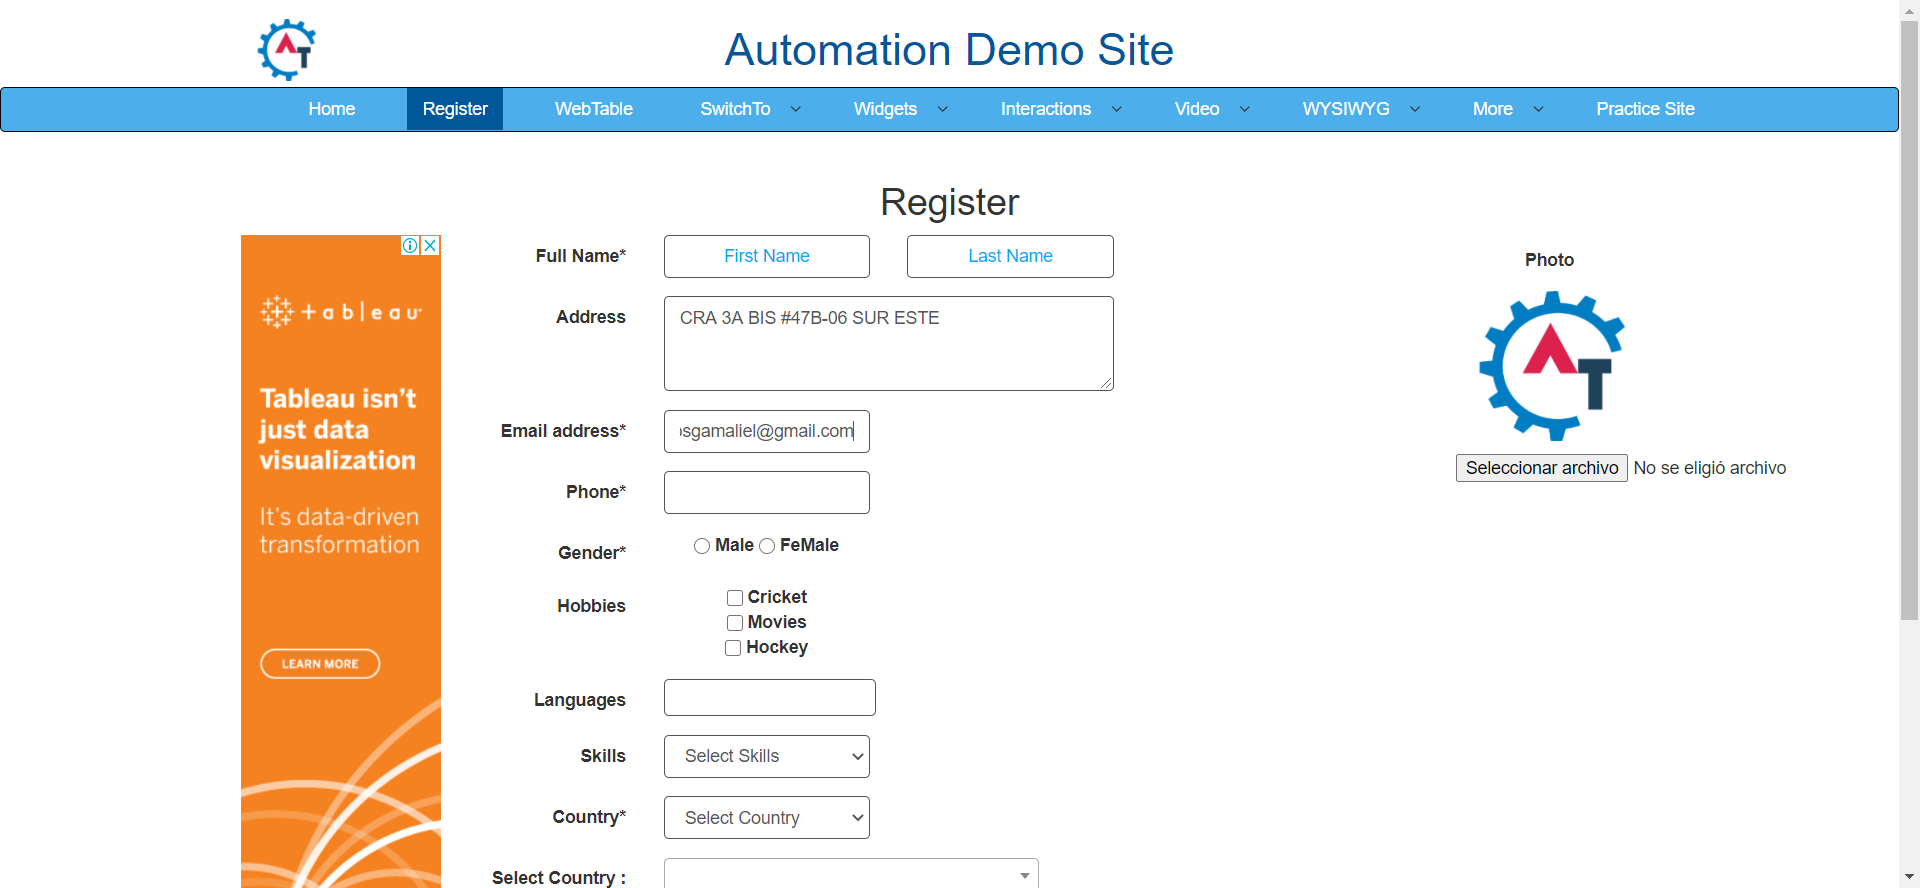 Automation Demo Site
Home Register WebTable SwitchTo Widgets Interactions Video WYSIWYG More Practice Site
Register
Full Name* First Name Last Name
Photo
Address CRA 3A BIS #47B-06 SUR ESTE
AT
Email address* sgamaliel@gmail.com
Seleccionar archivo No se eligió archivo
Phone*
Gender* Male FeMale
Hobbies
Cricket
Movies
Hockey
Languages
Skills Select Skills
Country* Select Country
Select Country :
+ableau
Tableau isn't
just data
visualization
It's data-driven
transformation
LEARN MORE